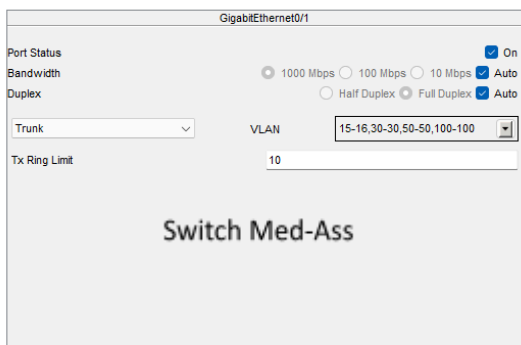 GigabitEthernet0/1
Port Status On
Bandwidth 1000 Mbps 100 Mbps 10 Mbps Auto
Duplex Half Duplex Full Duplex Auto
Trunk VLAN 15-16,30-30,50-50,100-100
Tx Ring Limit 10
Switch Med-Ass